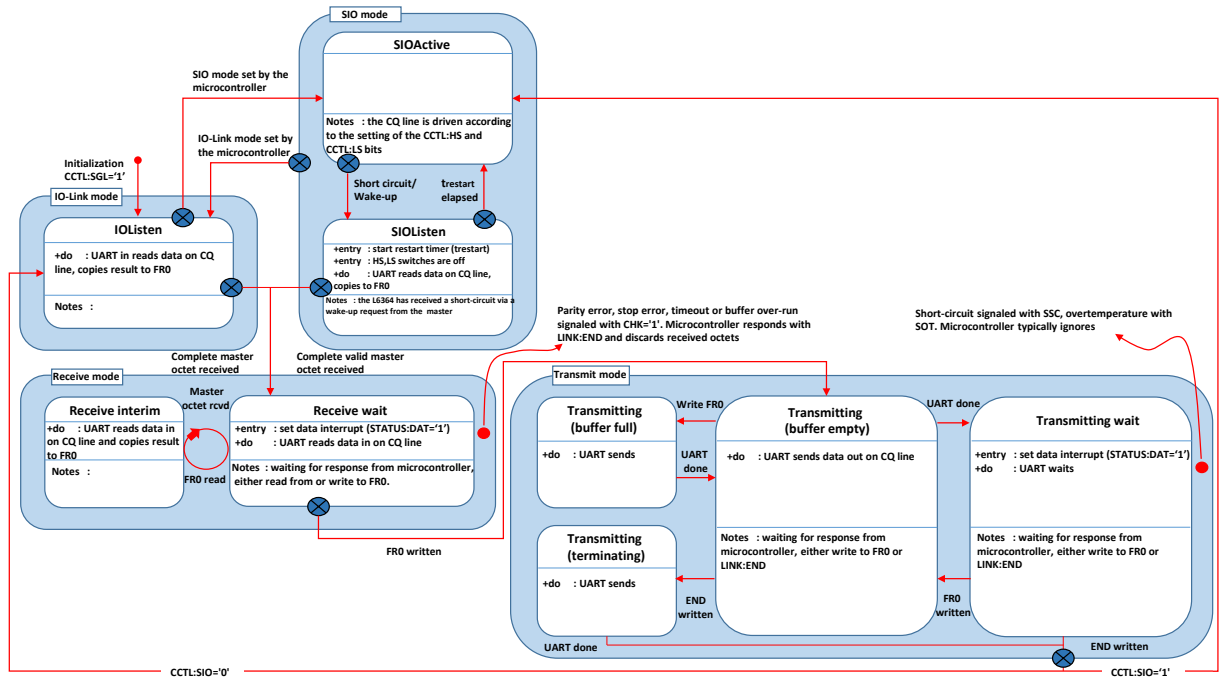 SIO mode
SIOActive
Notes : the CQ line is driven according
to the setting of the CCTL:HS and
CCTL:LS bits
SIO mode set by the
microcontroller
IO-Link mode set by
the microcontroller
Initialization
CCTL:SGL='1'
Short circuit/
Wake-up
trestart
elapsed
IO-Link mode
IOListen
+do : UART in reads data on CQ
line, copies result to FR0
Notes :
SIOListen
+entry : start restart timer (trestart)
+entry : HS,LS switches are off
+do : UART reads data on CQ line,
copies to FR0
Notes : the L6364 has received a short-circuit via a
wake-up request from the master
Complete master
octet received
Complete valid master
octet received
Parity error, stop error, timeout or buffer over-run
signaled with CHK='1'. Microcontroller responds with
LINK:END and discards received octets
Short-circuit signaled with SSC, overtemperature with
SOT. Microcontroller typically ignores
Receive mode
Receive interim
+do : UART reads data in
on CQ line and copies result
to FR0
Notes :
Master
octet rcvd
FR0 read
Receive wait
+entry : set data interrupt (STATUS:DAT='1')
+do : UART reads data in on CQ line
Notes : waiting for response from microcontroller,
either read from or write to FR0.
FR0 written
Transmit mode
Transmitting
(buffer full)
+do : UART sends
Write FR0
UART
done
Transmitting
(buffer empty)
+do : UART sends data out on CQ line
Notes : waiting for response from
microcontroller, either write to FR0 or
LINK:END
UART done
Transmitting wait
+entry : set data interrupt (STATUS:DAT='1')
+do : UART waits
Notes : waiting for response from
microcontroller, either write to FR0 or
LINK:END
Transmitting
(terminating)
+do : UART sends
END
written
FR0
written
UART done
END written
CCTL:SIO='0'
CCTL:SIO='1'